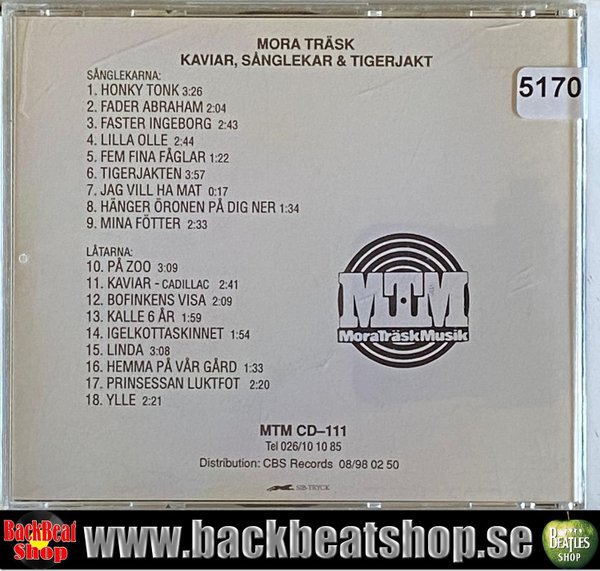 MORA TRÄSK
KAVIAR, SÅNGLEKAR & TIGERJAKT
5170
SÅNGLEKARNA:
1. HONKY TONK 3:26
2. FADER ABRAHAM 2:04
3. FASTER INGEBORG 2:43
4. LILLA OLLE 2:44
5. FEM FINA FÅGLAR 1:22
6. TIGERJAKTEN 3:57
7. JAG VILL HA MAT 0:17
8. HÄNGER ÖRONEN PÅ DIG NER 1:34
9. MINA FÖTTER 2:33
LÅTARNA:
10. PÅ ZOO 3:09
11. KAVIAR - CADILLAC 2:41
12. BOFINKENS VISA 2:09
13. KALLE 6 ÅR 1:59
14. IGELKOTTASKINNET 1:54
15. LINDA 3:08
16. HEMMA PÅ VÅR GÅRD 1:33
17. PRINSESSAN LUKTFOT 2:20
18. YLLE 2:21
MTM
MoraTräskMusik
MTM CD–111
Tel 026/10 10 85
Distribution: CBS Records 08/98 02 50
SIB-TRYCK
BackBeat
Shop
www.backbeatshop.se
BEATLES
SHOP